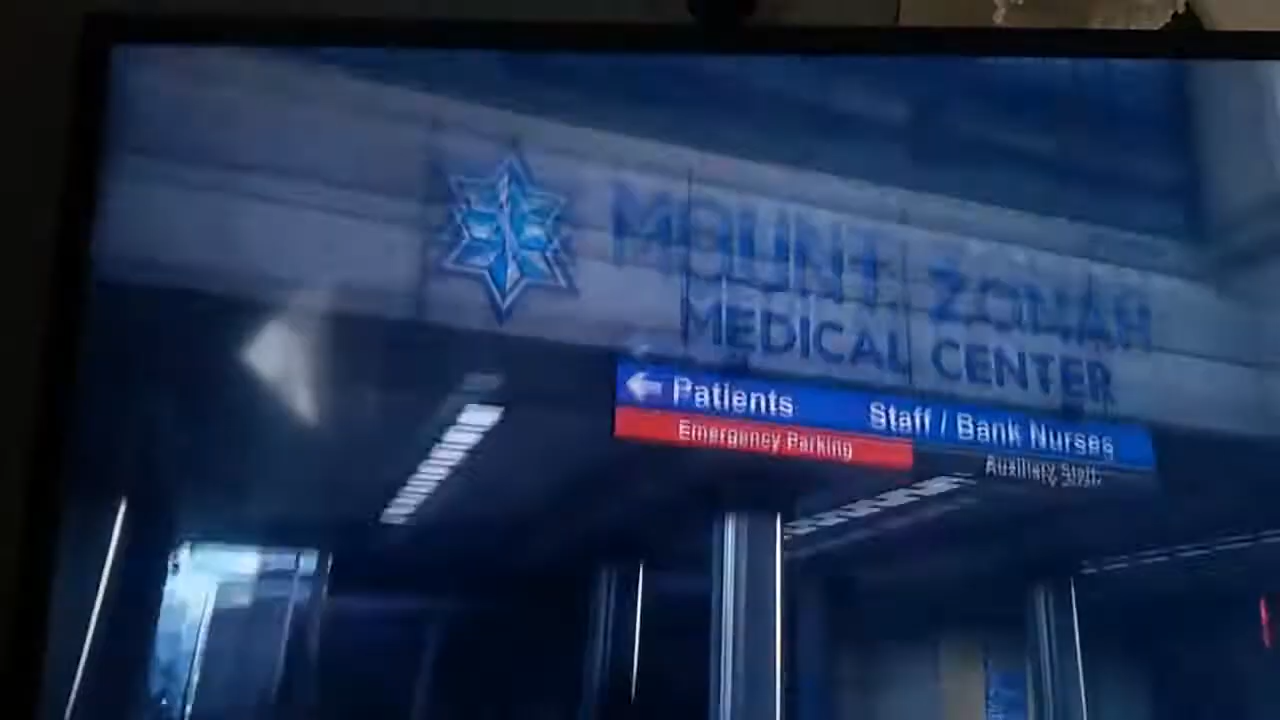 MOUNT ZONAH
MEDICAL CENTER
Patients
Staff / Bank Nurses
Emergency Parking
Auxiliary Staff